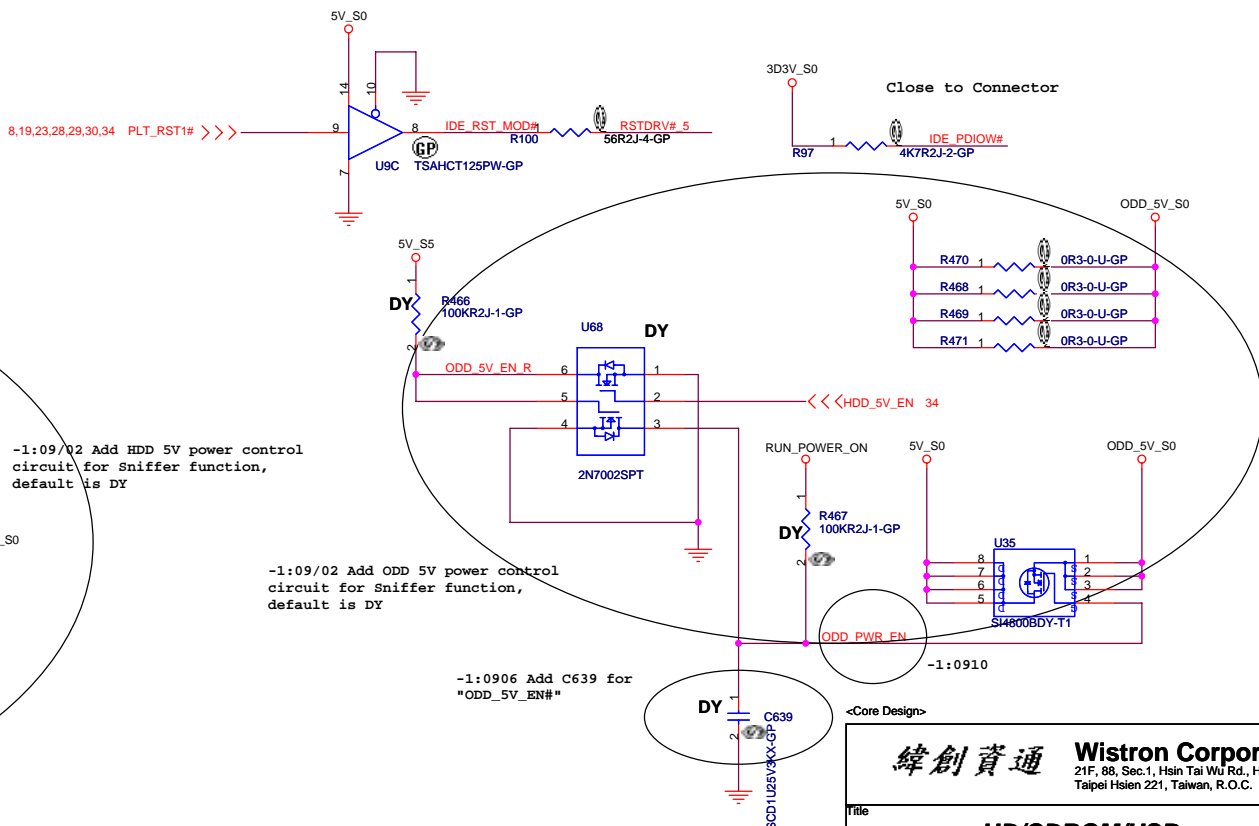 5V_S0
14
10
8,19,23,28,29,30,34 PLT_RST1#
9
8
7
IDE_RST_MOD#
1
R100
RSTDRV#_5
56R2J-4-GP
GP
U9C
TSAHCT125PW-GP
3D3V_S0
Close to Connector
R97
1
IDE_PDIOW#
4K7R2J-2-GP
5V_S0
ODD_5V_S0
R470 1 0R3-0-U-GP
R468 1 0R3-0-U-GP
R469 1 0R3-0-U-GP
R471 1 0R3-0-U-GP
5V_S5
1
DY
R466
100KR2J-1-GP
2
U68
DY
ODD_5V_EN_R
6
1
5
2
4
3
2N7002SPT
HDD_5V_EN 34
-1:09/02 Add HDD 5V power control
circuit for Sniffer function,
default is DY
_S0
-1:09/02 Add ODD 5V power control
circuit for Sniffer function,
default is DY
RUN_POWER_ON
1
DY
R467
100KR2J-1-GP
2
5V_S0
ODD_5V_S0
U35
8 D S 1
7 D S 2
6 D S 3
5 D G 4
SI4800BDY-T1
ODD_PWR_EN
-1:0910
-1:0906 Add C639 for
"ODD_5V_EN#"
DY
1
C639
2
SCD1U25V3KX-GP
<Core Design>
緯創資通
Wistron Corpor
21F, 88, Sec.1, Hsin Tai Wu Rd., H
Taipei Hsien 221, Taiwan, R.O.C.
Title